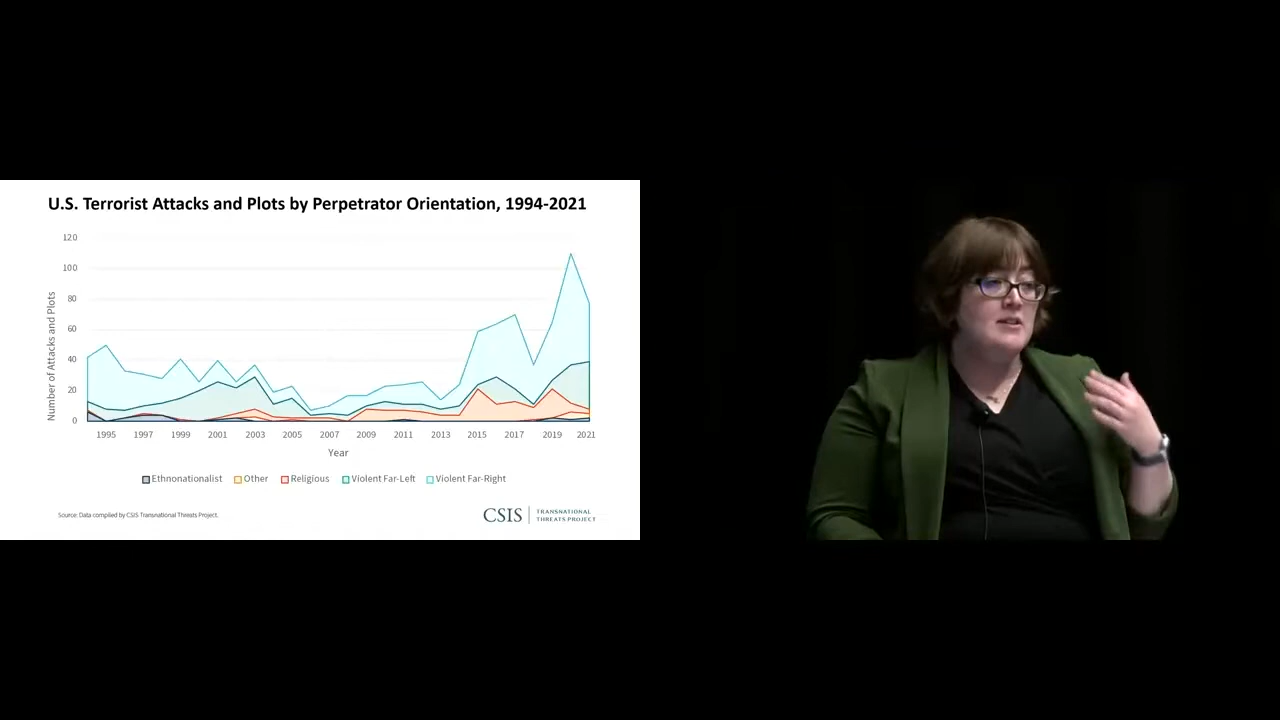 U.S. Terrorist Attacks and Plots by Perpetrator Orientation, 1994-2021
Number of Attacks and Plots
120
100
80
60
40
20
0
1995 1997 1999 2001 2003 2005 2007 2009 2011 2013 2015 2017 2019 2021
Year
Ethnonationalist Other Religious Violent Far-Left Violent Far-Right
Source: Data compiled by CSIS Transnational Threats Project.
CSIS TRANSNATIONAL
THREATS PROJECT